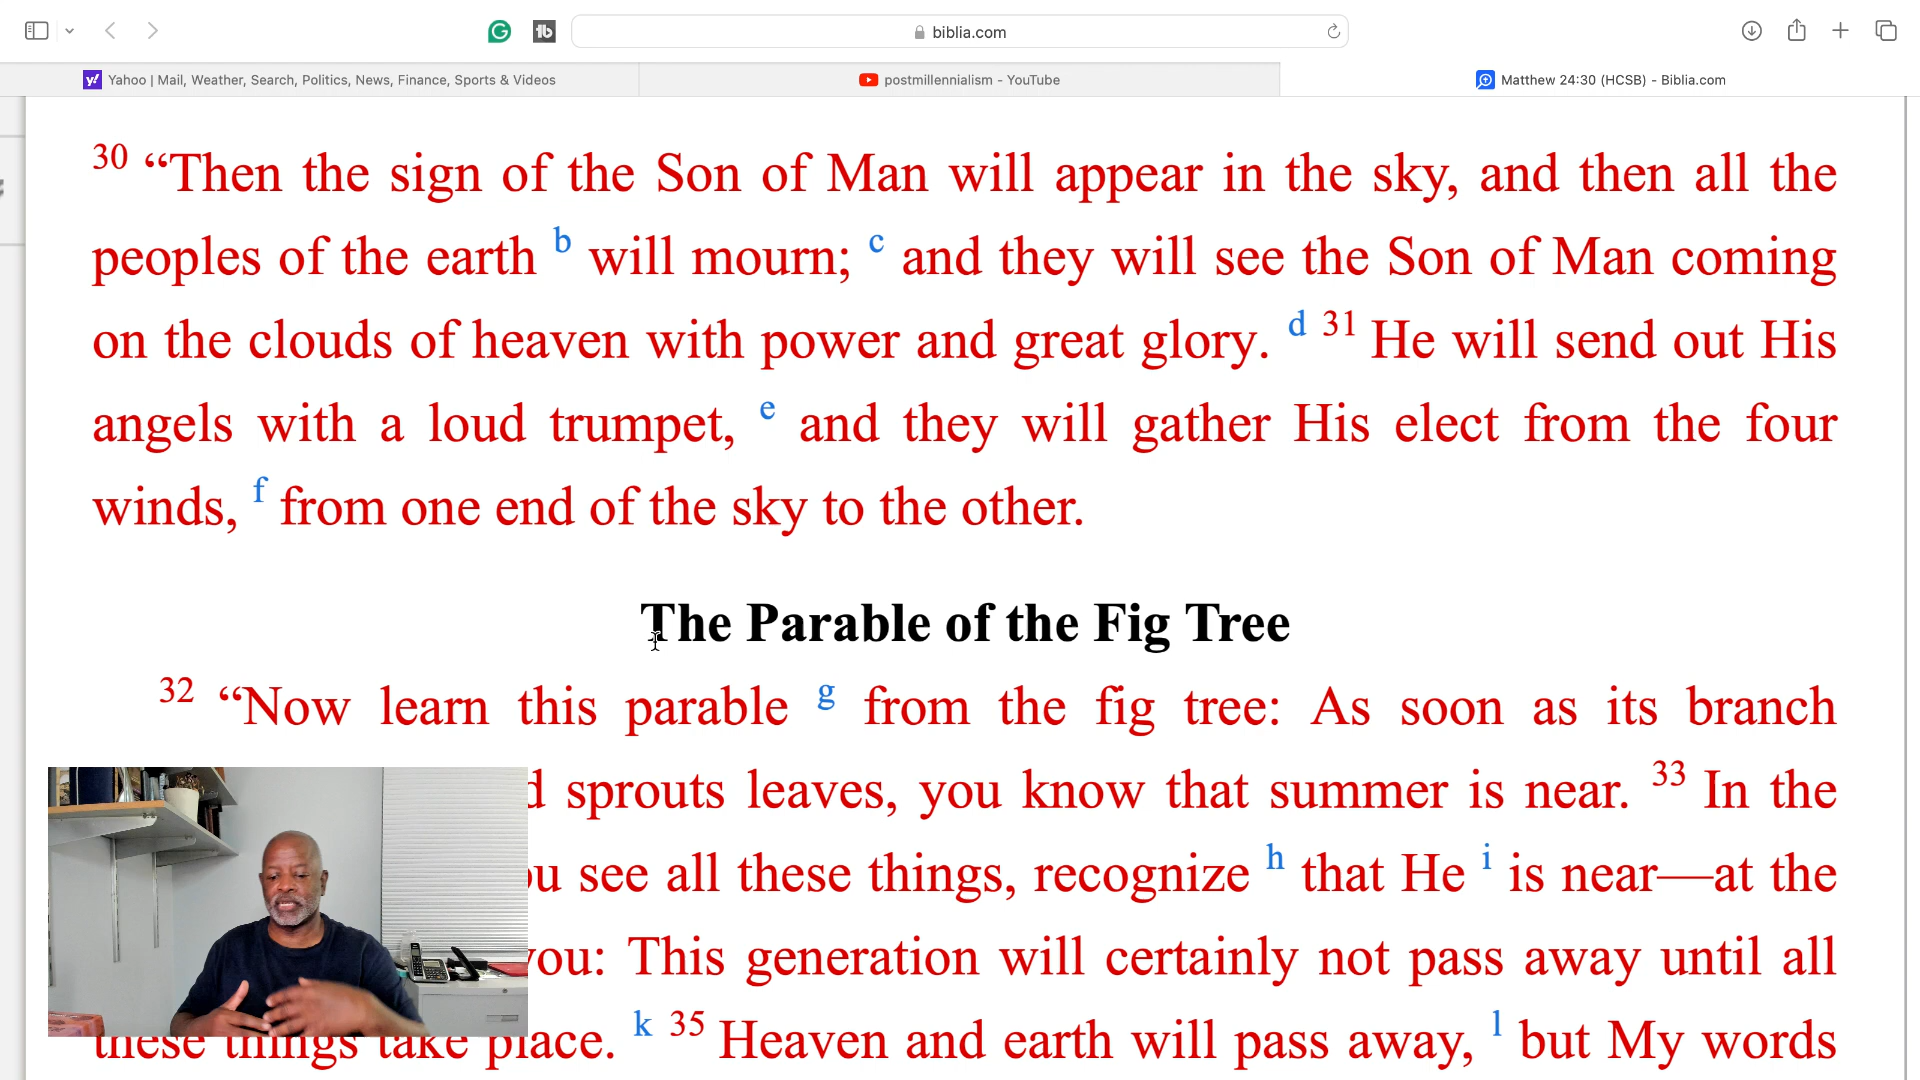 biblia.com
Yahoo | Mail, Weather, Search, Politics, News, Finance, Sports & Videos
postmillennialism - YouTube
Matthew 24:30 (HCSB) - Biblia.com
30 “Then the sign of the Son of Man will appear in the sky, and then all the
peoples of the earth b will mourn; c and they will see the Son of Man coming
on the clouds of heaven with power and great glory. d 31 He will send out His
angels with a loud trumpet, e and they will gather His elect from the four
winds, f from one end of the sky to the other.
The Parable of the Fig Tree
32 “Now learn this parable g from the fig tree: As soon as its branch
sprouts leaves, you know that summer is near. 33 In the
see all these things, recognize h that He i is near—at the
you: This generation will certainly not pass away until all
these things take place. k 35 Heaven and earth will pass away, l but My words